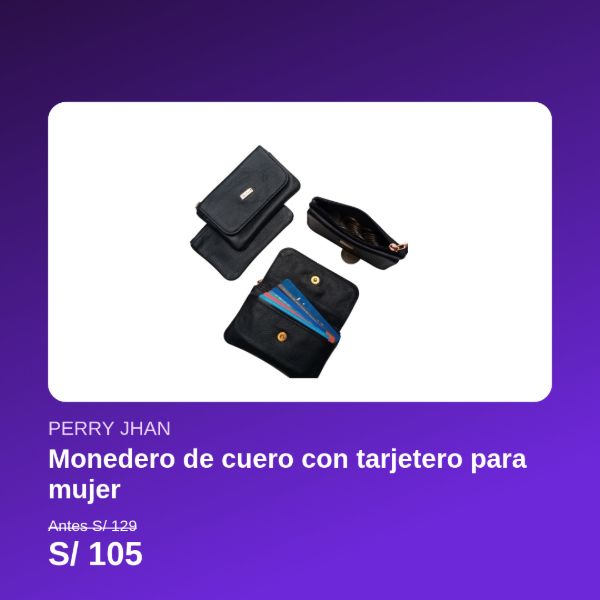 PERRY JHAN
Monedero de cuero con tarjetero para
mujer
Antes S/ 129
S/ 105